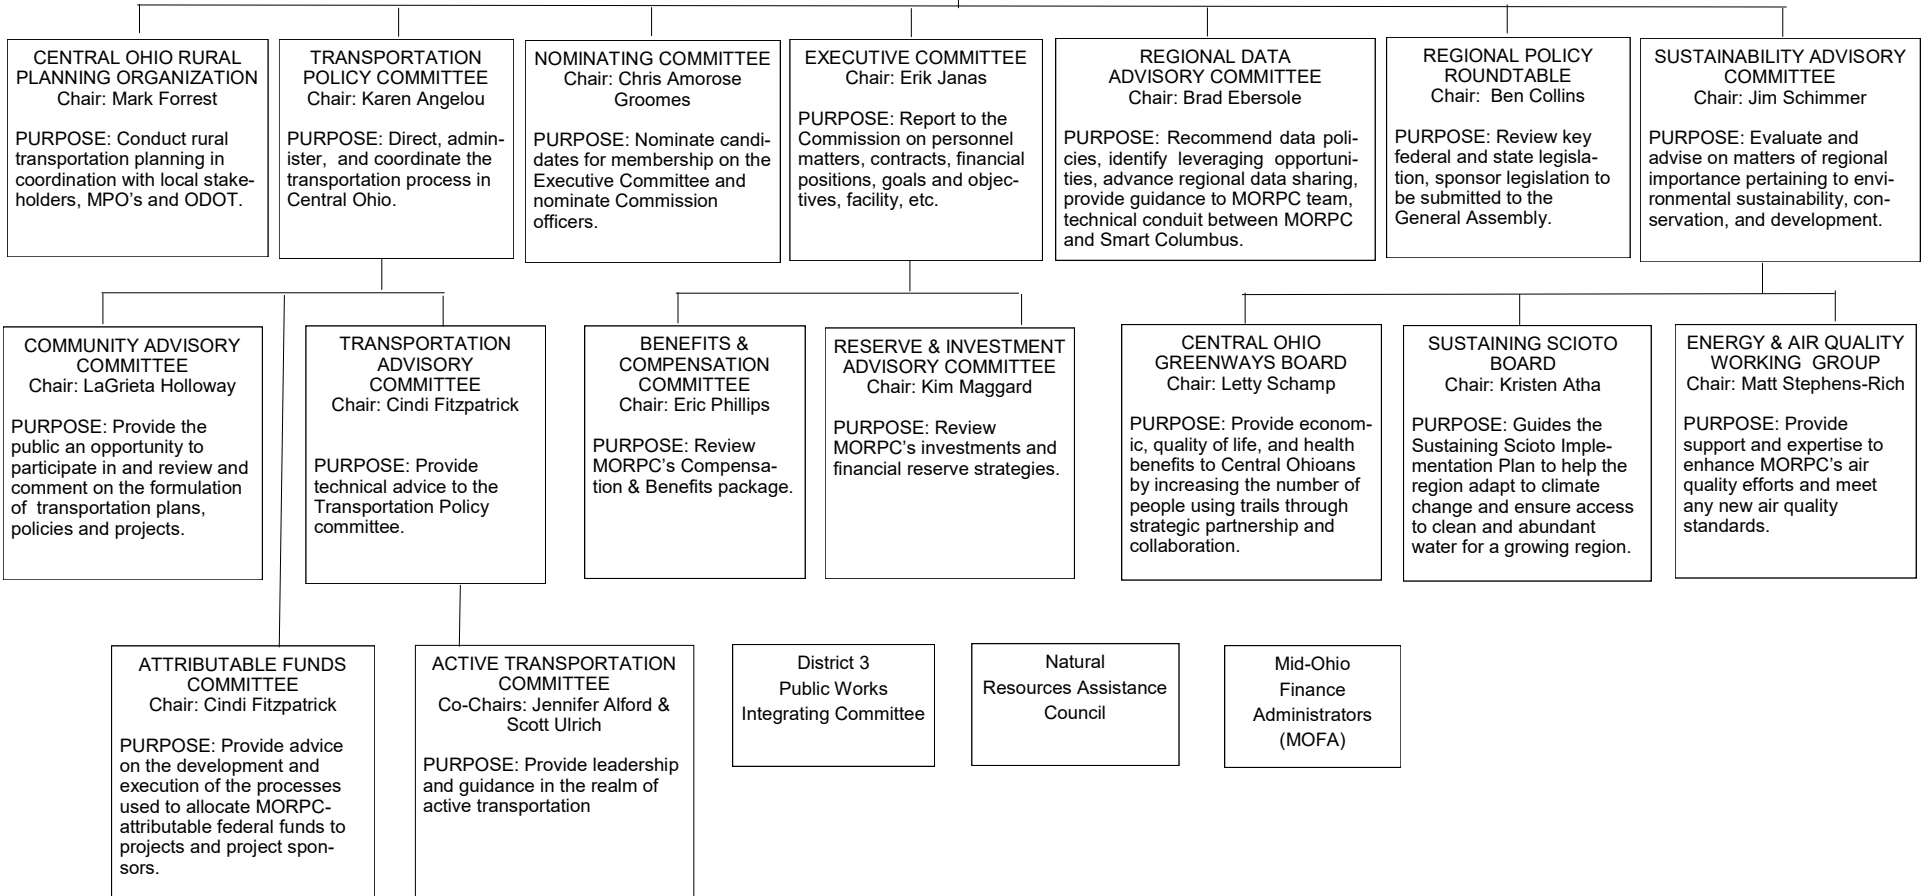 CENTRAL OHIO RURAL
PLANNING ORGANIZATION
Chair: Mark Forrest
PURPOSE: Conduct rural
transportation planning in
coordination with local stake-
holders, MPO's and ODOT.
TRANSPORTATION
POLICY COMMITTEE
Chair: Karen Angelou
PURPOSE: Direct, admin-
ister,  and coordinate the
transportation process in
Central Ohio.
NOMINATING COMMITTEE
Chair: Chris Amorose
Groomes
PURPOSE: Nominate candi-
dates for membership on the
Executive Committee and
nominate Commission
officers.
EXECUTIVE COMMITTEE
Chair: Erik Janas
PURPOSE: Report to the
Commission on personnel
matters, contracts, financial
positions, goals and objec-
tives, facility, etc.
REGIONAL DATA
ADVISORY COMMITTEE
Chair: Brad Ebersole
PURPOSE: Recommend data poli-
cies, identify leveraging opportuni-
ties, advance regional data sharing,
provide guidance to MORPC team,
technical conduit between MORPC
and Smart Columbus.
REGIONAL POLICY
ROUNDTABLE
Chair:  Ben Collins
PURPOSE: Review key
federal and state legisla-
tion, sponsor legislation to
be submitted to the
General Assembly.
SUSTAINABILITY ADVISORY
COMMITTEE
Chair: Jim Schimmer
PURPOSE: Evaluate and
advise on matters of regional
importance pertaining to envi-
ronmental sustainability, con-
servation, and development.
COMMUNITY ADVISORY
COMMITTEE
Chair: LaGrieta Holloway
PURPOSE: Provide the
public an opportunity to
participate in and review and
comment on the formulation
of  transportation plans,
policies and projects.
TRANSPORTATION
ADVISORY
COMMITTEE
Chair: Cindi Fitzpatrick
PURPOSE: Provide
technical advice to the
Transportation Policy
committee.
BENEFITS &
COMPENSATION
COMMITTEE
Chair: Eric Phillips
PURPOSE: Review
MORPC's Compensa-
tion & Benefits package.
RESERVE & INVESTMENT
ADVISORY COMMITTEE
Chair: Kim Maggard
PURPOSE: Review
MORPC's investments and
financial reserve strategies.
CENTRAL OHIO
GREENWAYS BOARD
Chair: Letty Schamp
PURPOSE: Provide econom-
ic, quality of life, and health
benefits to Central Ohioans
by increasing the number of
people using trails through
strategic partnership and
collaboration.
SUSTAINING SCIOTO
BOARD
Chair: Kristen Atha
PURPOSE: Guides the
Sustaining Scioto Imple-
mentation Plan to help the
region adapt to climate
change and ensure access
to clean and abundant
water for a growing region.
ENERGY & AIR QUALITY
WORKING  GROUP
Chair: Matt Stephens-Rich
PURPOSE: Provide
support and expertise to
enhance MORPC's air
quality efforts and meet
any new air quality
standards.
ATTRIBUTABLE FUNDS
COMMITTEE
Chair: Cindi Fitzpatrick
PURPOSE: Provide advice
on the development and
execution of the processes
used to allocate MORPC-
attributable federal funds to
projects and project spon-
sors.
ACTIVE TRANSPORTATION
COMMITTEE
Co-Chairs: Jennifer Alford &
Scott Ulrich
PURPOSE: Provide leadership
and guidance in the realm of
active transportation
District 3
Public Works
Integrating Committee
Natural
Resources Assistance
Council
Mid-Ohio
Finance
Administrators
(MOFA)